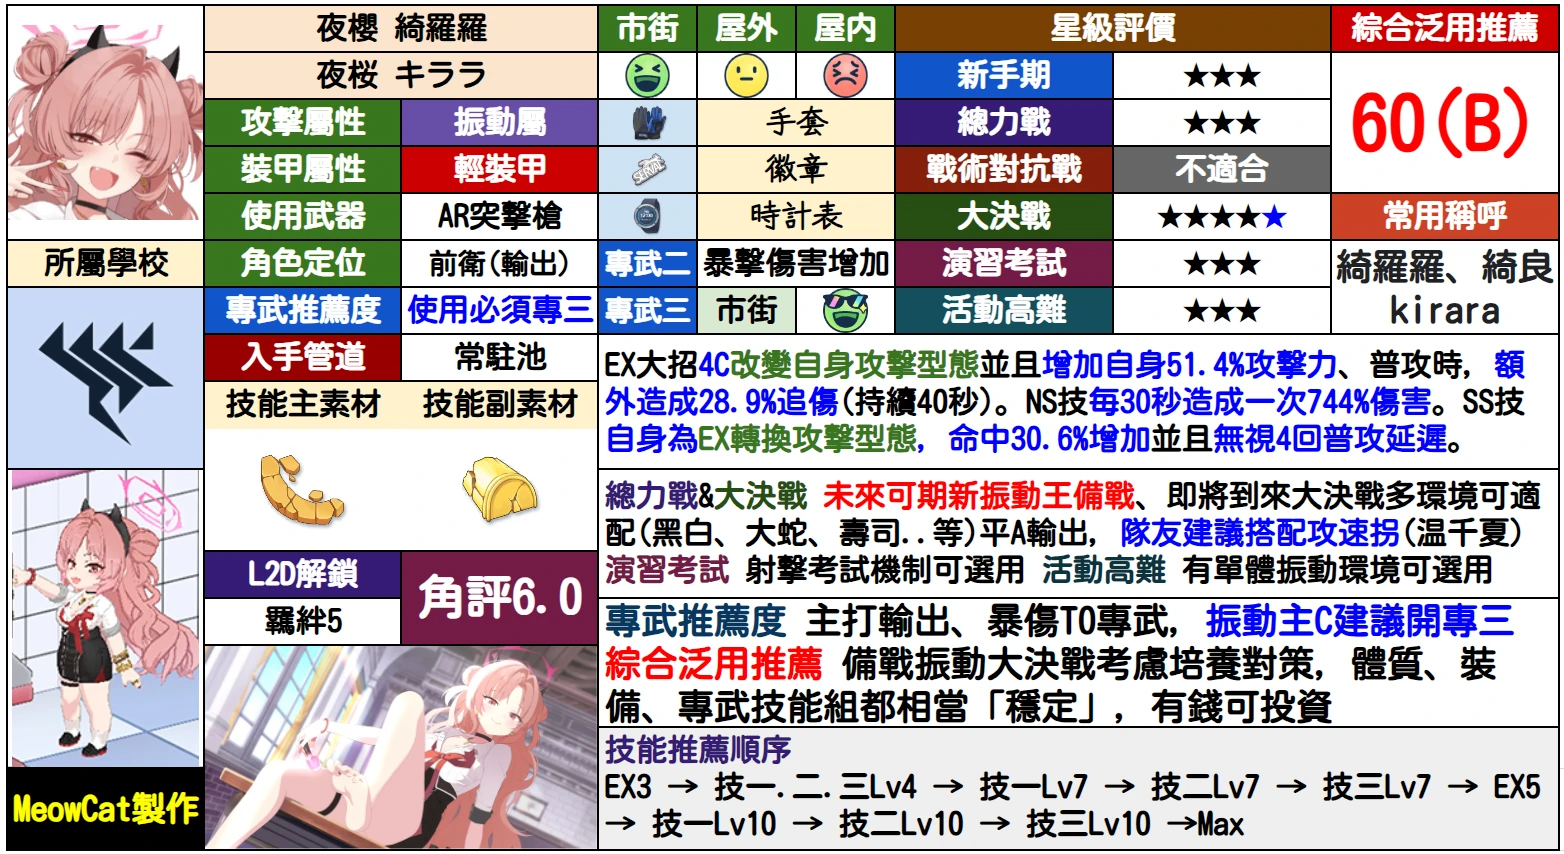 夜櫻 綺羅羅
市街 屋外 屋内
星級評價
綜合泛用推薦
夜桜 キララ
新手期 ★★★
60(B)
攻擊屬性 振動屬
手套
總力戰 ★★★
裝甲屬性 輕裝甲
SERIAL
徽章
戰術對抗戰 不適合
使用武器 AR突擊槍
時計表
大決戰 ★★★★★
常用稱呼
所屬學校
角色定位 前衛(輸出)
專武二 暴擊傷害增加
演習考試 ★★★
綺羅羅、綺良
kirara
專武推薦度 使用必須專三
專武三 市街
活動高難 ★★★
入手管道 常駐池
技能主素材 技能副素材
EX大招4C改變自身攻擊型態並且增加自身51.4%攻擊力、普攻時, 額
外造成28.9%追傷(持續40秒)。NS技每30秒造成一次744%傷害。SS技
自身為EX轉換攻擊型態, 命中30.6%增加並且無視4回普攻延遲。
總力戰&大決戰 未來可期新振動王備戰、即將到來大決戰多環境可適
配(黑白、大蛇、壽司..等)平A輸出, 隊友建議搭配攻速拐(温千夏)
演習考試 射擊考試機制可選用 活動高難 有單體振動環境可選用
L2D解鎖
羈絆5
角評6.0
專武推薦度 主打輸出、暴傷TO專武, 振動主C建議開專三
綜合泛用推薦 備戰振動大決戰考慮培養對策, 體質、裝
備、專武技能組都相當「穩定」, 有錢可投資
技能推薦順序
EX3 → 技一.二.三Lv4 → 技一Lv7 → 技二Lv7 → 技三Lv7 → EX5
→ 技一Lv10 → 技二Lv10 → 技三Lv10 →Max
MeowCat製作